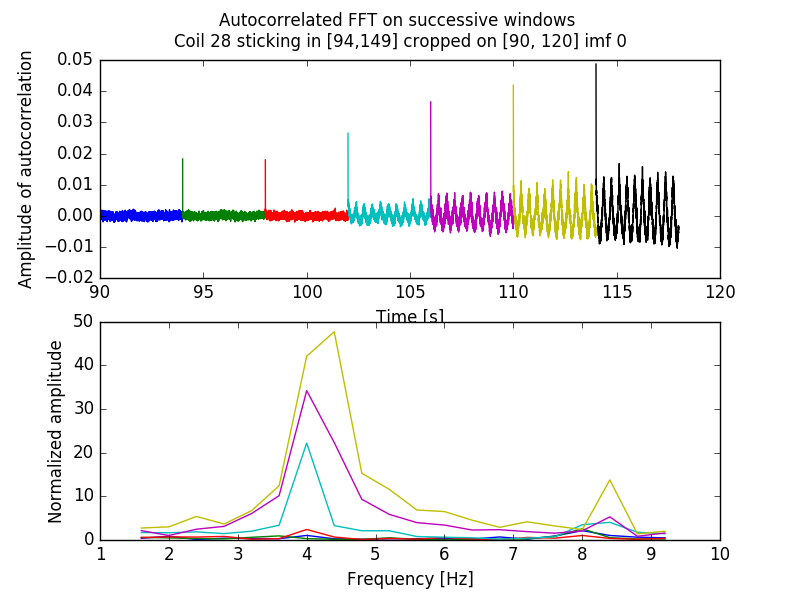 Autocorrelated FFT on successive windows
Coil 28 sticking in [94,149] cropped on [90, 120] imf 0
Amplitude of autocorrelation
0.05
0.04
0.03
0.02
0.01
0.00
−0.01
−0.02
90 95 100 105 110 115 120
Time [s]
Normalized amplitude
50
40
30
20
10
0
1 2 3 4 5 6 7 8 9 10
Frequency [Hz]